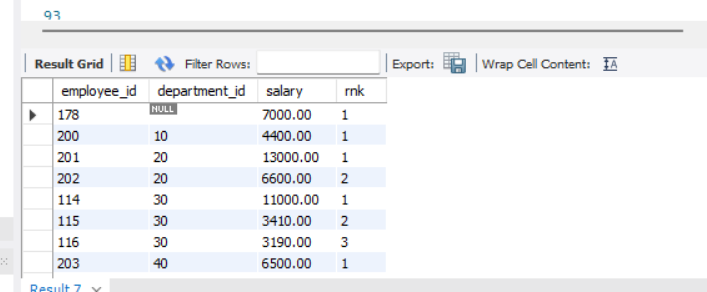 93
Result Grid Filter Rows: Export: Wrap Cell Content: IA
employee_id department_id salary rnk
178 NULL 7000.00 1
200 10 4400.00 1
201 20 13000.00 1
202 20 6600.00 2
114 30 11000.00 1
115 30 3410.00 2
116 30 3190.00 3
203 40 6500.00 1
Result 7 ×